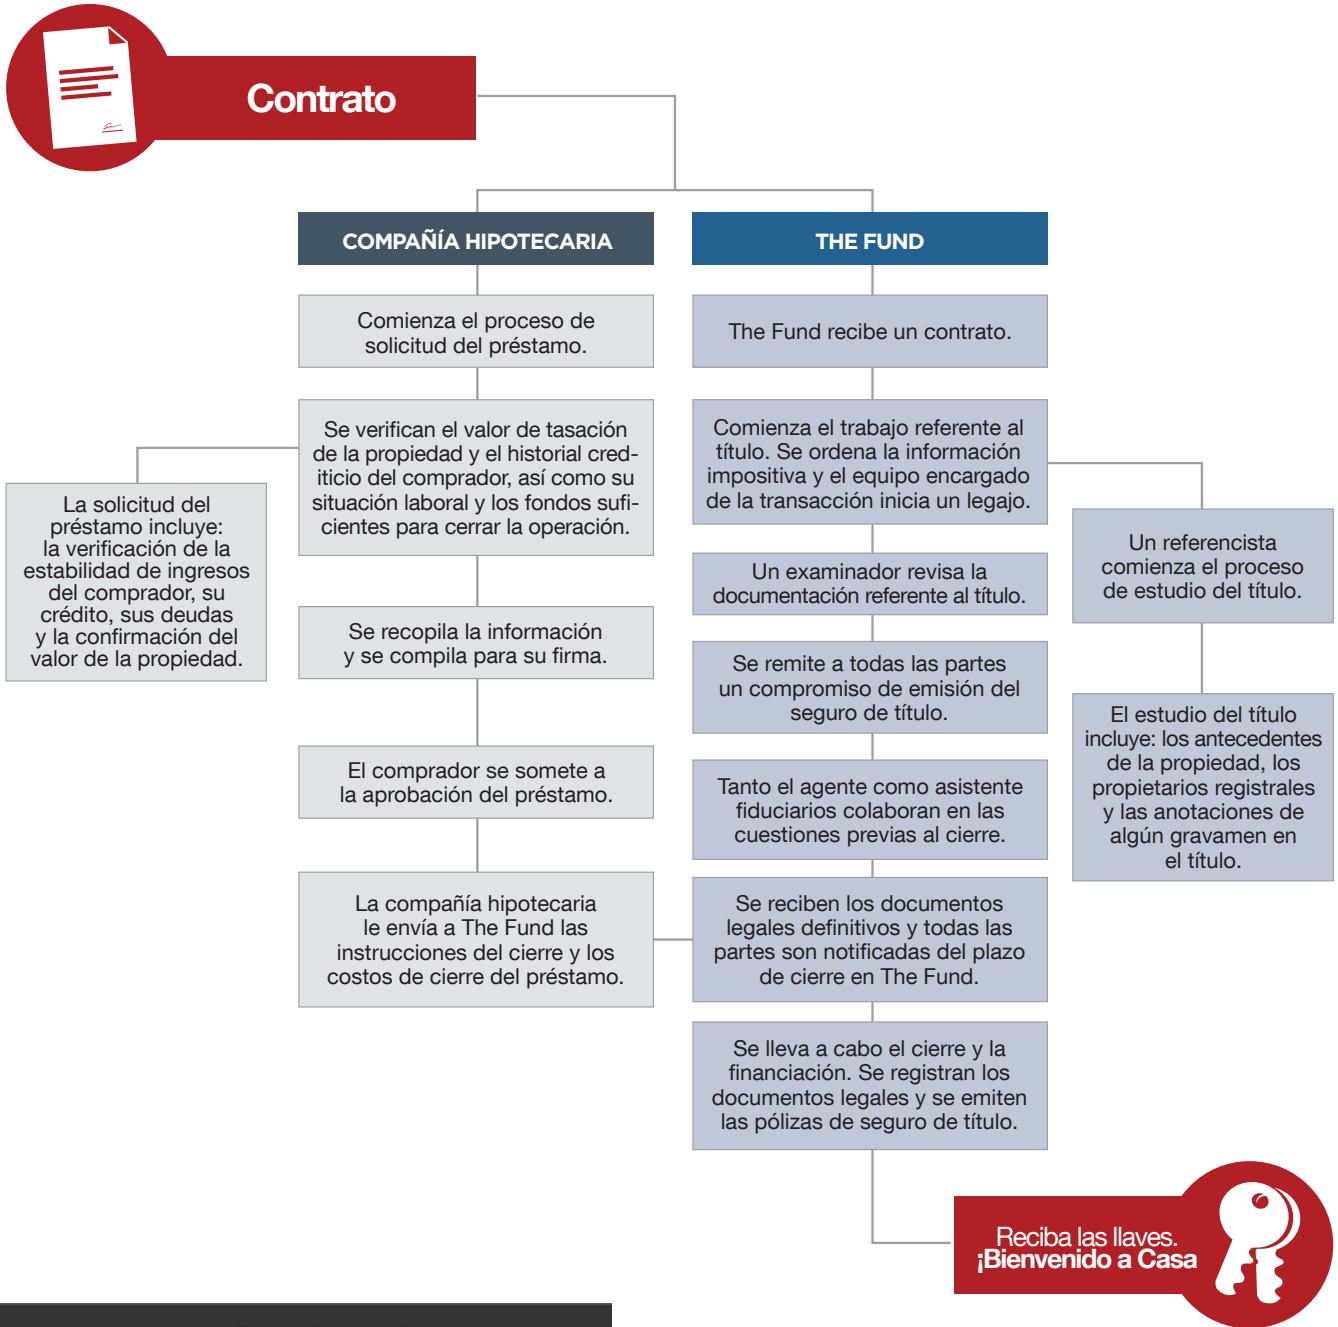 Contrato
COMPAÑÍA HIPOTECARIA
Comienza el proceso de
solicitud del préstamo.
Se verifican el valor de tasación
de la propiedad y el historial cred-
iticio del comprador, así como su
situación laboral y los fondos sufi-
cientes para cerrar la operación.
La solicitud del
préstamo incluye:
la verificación de la
estabilidad de ingresos
del comprador, su
crédito, sus deudas
y la confirmación del
valor de la propiedad.
Se recopila la información
y se compila para su firma.
El comprador se somete a
la aprobación del préstamo.
La compañía hipotecaria
le envía a The Fund las
instrucciones del cierre y los
costos de cierre del préstamo.
THE FUND
The Fund recibe un contrato.
Comienza el trabajo referente al
título. Se ordena la información
impositiva y el equipo encargado
de la transacción inicia un legajo.
Un referencista
comienza el proceso
de estudio del título.
El estudio del título
incluye: los antecedentes
de la propiedad, los
propietarios registrales
y las anotaciones de
algún gravamen en
el título.
Un examinador revisa la
documentación referente al título.
Se remite a todas las partes
un compromiso de emisión del
seguro de título.
Tanto el agente como asistente
fiduciarios colaboran en las
cuestiones previas al cierre.
Se reciben los documentos
legales definitivos y todas las
partes son notificadas del plazo
de cierre en The Fund.
Se lleva a cabo el cierre y la
financiación. Se registran los
documentos legales y se emiten
las pólizas de seguro de título.
Reciba las llaves.
¡Bienvenido a Casa